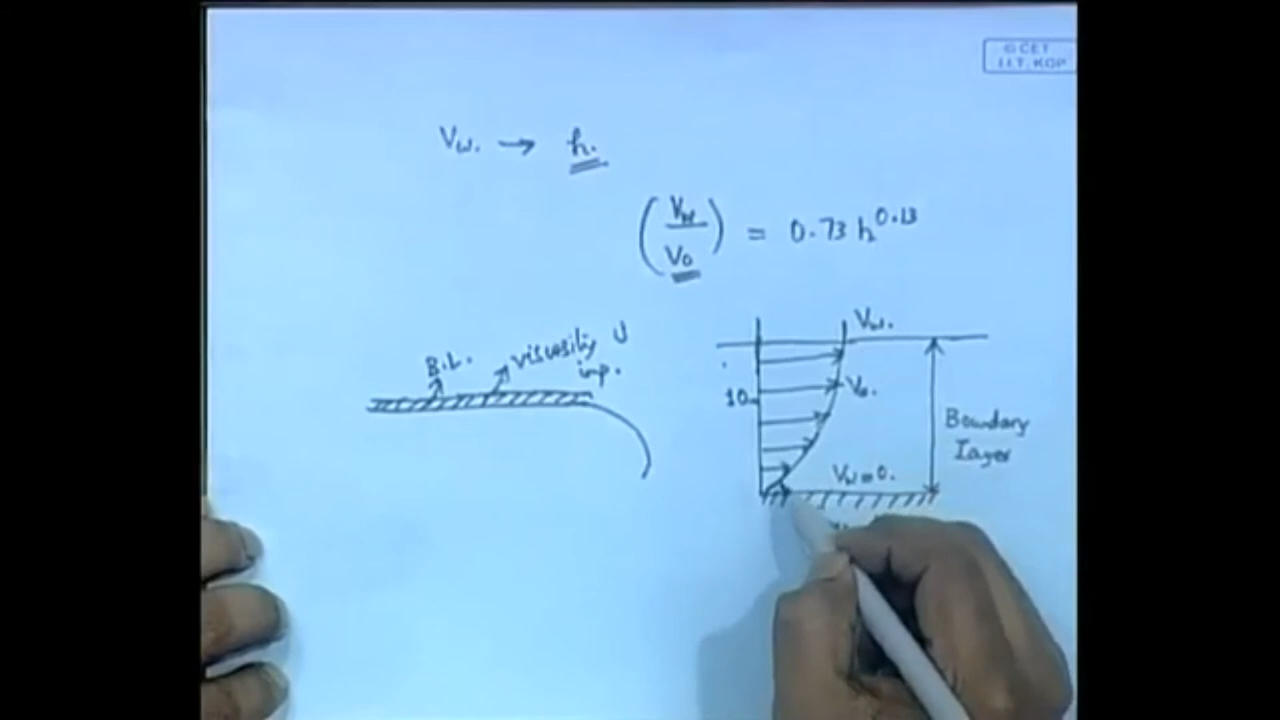 © CET
I.I.T. KGP
Vw. → h.
(Vw/V0) = 0.73 h^0.13
B.L.
viscosity
imp.
Vw.
10
V0.
Boundary
layer
Vw=0.